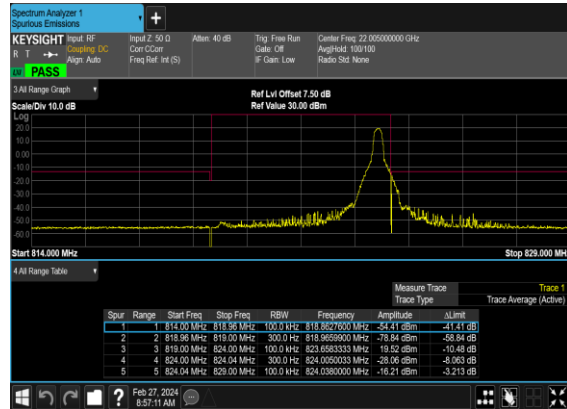 Spectrum Analyzer 1
Spurious Emissions
KEYSIGHT Input: RF Input Z: 50 Ω Atten: 40 dB Trig: Free Run Center Freq: 22.005000000 GHz
R T Coupling: DC Corr CCorr Gate: Off Avg|Hold: 100/100
Align: Auto Freq Ref: Int (S) IF Gain: Low Radio Std: None
PASS
3 All Range Graph Ref Lvl Offset 7.50 dB
Scale/Div 10.0 dB Ref Value 30.00 dBm
Log
20.0
10.0
0.00
-10.0
-20.0
-30.0
-40.0
-50.0
-60.0
Start 814.000 MHz Stop 829.000 MH
4 All Range Table
Measure Trace Trace 1
Trace Type Trace Average (Active)
Spur Range Start Freq Stop Freq RBW Frequency Amplitude ΔLimit
1 1 814.00 MHz 818.96 MHz 100.0 kHz 818.8627600 MHz -54.41 dBm -41.41 dB
2 2 818.96 MHz 819.00 MHz 300.0 Hz 818.9659900 MHz -78.84 dBm -58.84 dB
3 3 819.00 MHz 824.00 MHz 100.0 kHz 823.6583333 MHz 19.52 dBm -10.48 dB
4 4 824.00 MHz 824.04 MHz 300.0 Hz 824.0050033 MHz -28.06 dBm -8.063 dB
5 5 824.04 MHz 829.00 MHz 100.0 kHz 824.0380000 MHz -16.21 dBm -3.213 dB
? Feb 27, 2024
8:57:11 AM